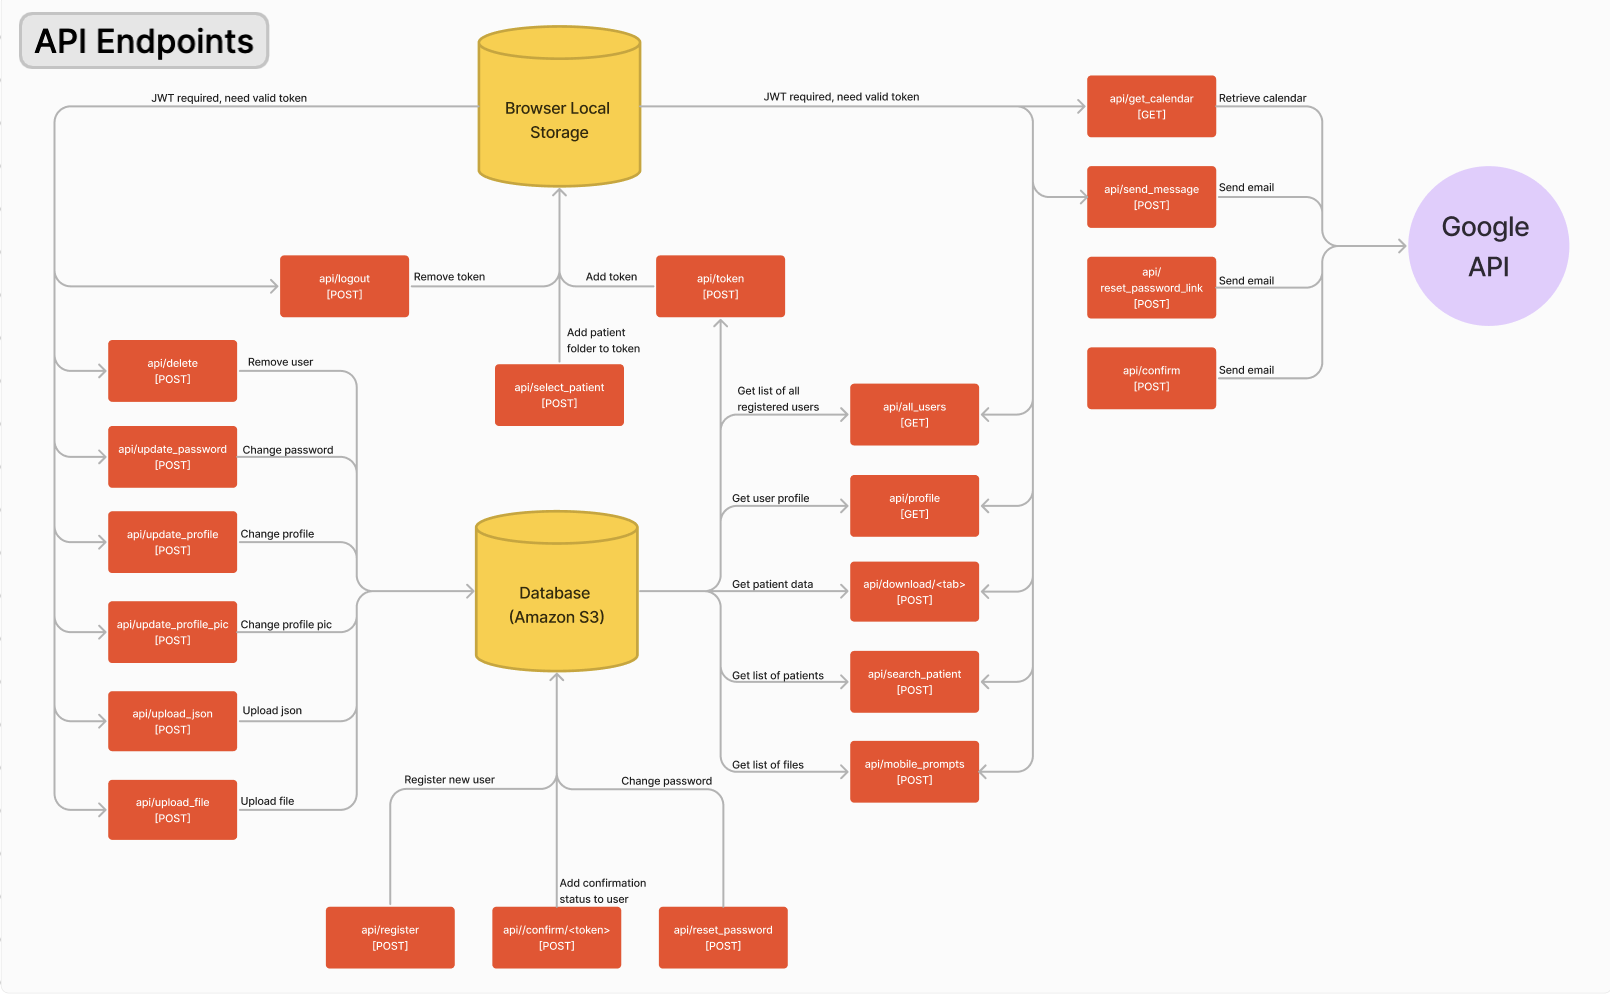 API Endpoints
Browser Local
Storage
JWT required, need valid token
JWT required, need valid token
api/get_calendar
[GET]
Retrieve calendar
api/send_message
[POST]
Send email
api/
reset_password_link
[POST]
Send email
api/confirm
[POST]
Send email
Google
API
api/logout
[POST]
Remove token
Add token
api/token
[POST]
Add patient
folder to token
api/select_patient
[POST]
api/delete
[POST]
Remove user
api/update_password
[POST]
Change password
api/update_profile
[POST]
Change profile
api/update_profile_pic
[POST]
Change profile pic
api/upload_json
[POST]
Upload json
api/upload_file
[POST]
Upload file
Database
(Amazon S3)
Get list of all
registered users
api/all_users
[GET]
Get user profile
api/profile
[GET]
Get patient data
api/download/<tab>
[POST]
Get list of patients
api/search_patient
[POST]
Get list of files
api/mobile_prompts
[POST]
Register new user
Change password
Add confirmation
status to user
api/register
[POST]
api//confirm/<token>
[POST]
api/reset_password
[POST]